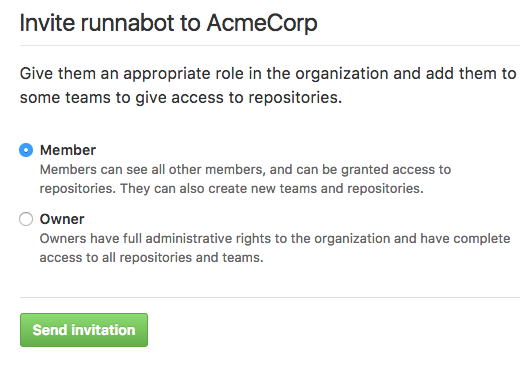 Invite runnabot to AcmeCorp
Give them an appropriate role in the organization and add them to
some teams to give access to repositories.
Member
Members can see all other members, and can be granted access to
repositories. They can also create new teams and repositories.
Owner
Owners have full administrative rights to the organization and have complete
access to all repositories and teams.
Send invitation